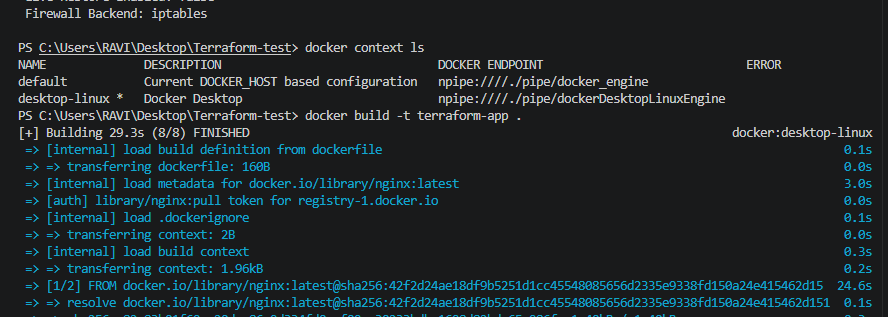 Firewall Backend: iptables
PS C:\Users\RAVI\Desktop\Terraform-test> docker context ls
NAME DESCRIPTION DOCKER ENDPOINT ERROR
default Current DOCKER_HOST based configuration npipe:////./pipe/docker_engine
desktop-linux * Docker Desktop npipe:////./pipe/dockerDesktopLinuxEngine
PS C:\Users\RAVI\Desktop\Terraform-test> docker build -t terraform-app .
[+] Building 29.3s (8/8) FINISHED docker:desktop-linux
=> [internal] load build definition from dockerfile 0.1s
=> => transferring dockerfile: 160B 0.0s
=> [internal] load metadata for docker.io/library/nginx:latest 3.0s
=> [auth] library/nginx:pull token for registry-1.docker.io 0.0s
=> [internal] load .dockerignore 0.1s
=> => transferring context: 2B 0.0s
=> [internal] load build context 0.3s
=> => transferring context: 1.96kB 0.2s
=> [1/2] FROM docker.io/library/nginx:latest@sha256:42f2d24ae18df9b5251d1cc45548085656d2335e9338fd150a24e415462d15 24.6s
=> => resolve docker.io/library/nginx:latest@sha256:42f2d24ae18df9b5251d1cc45548085656d2335e9338fd150a24e415462d151 0.1s